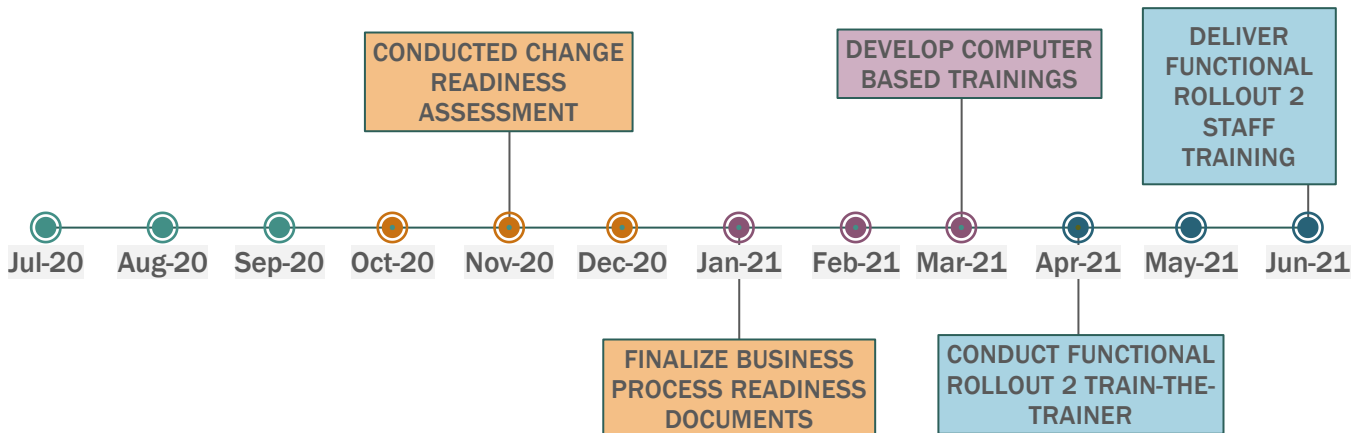 CONDUCTED CHANGE
READINESS
ASSESSMENT
DEVELOP COMPUTER
BASED TRAININGS
DELIVER
FUNCTIONAL
ROLLOUT 2
STAFF
TRAINING
Jul-20 Aug-20 Sep-20 Oct-20 Nov-20 Dec-20 Jan-21 Feb-21 Mar-21 Apr-21 May-21 Jun-21
FINALIZE BUSINESS
PROCESS READINESS
DOCUMENTS
CONDUCT FUNCTIONAL
ROLLOUT 2 TRAIN-THE-
TRAINER